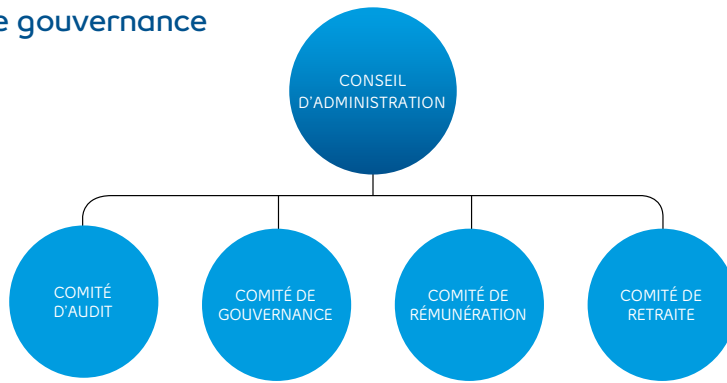 e gouvernance
CONSEIL
D'ADMINISTRATION
COMITÉ
D'AUDIT
COMITÉ DE
GOUVERNANCE
COMITÉ DE
RÉMUNÉRATION
COMITÉ DE
RETRAITE